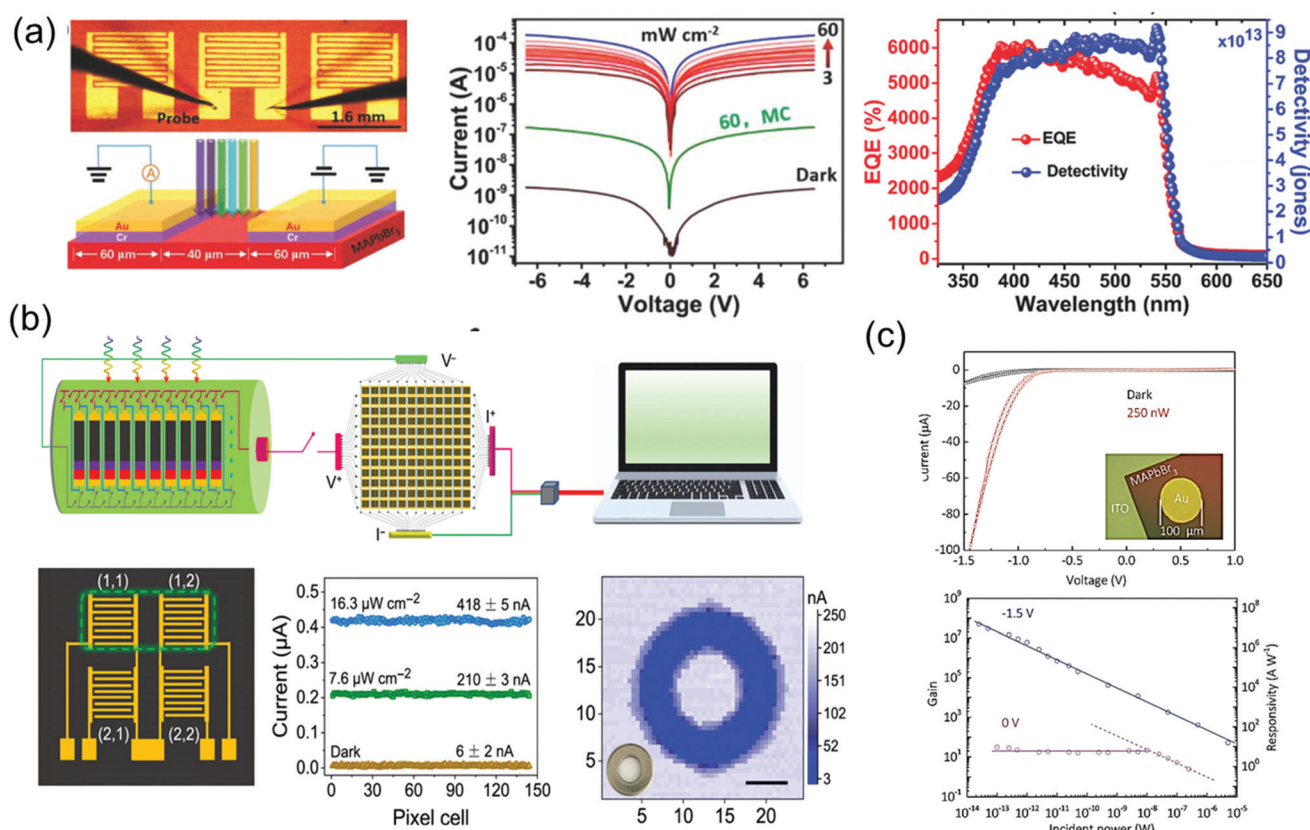 (a)
Probe
1.6 mm
A
Au
Cr
Au
Cr
MAPbBr₃
60 μm
40 μm
60 μm
Current (A)
10⁻⁴
10⁻⁵
10⁻⁶
10⁻⁷
10⁻⁸
10⁻⁹
10⁻¹⁰
10⁻¹¹
mW cm⁻²
60
3
60, MC
Dark
-6 -4 -2 0 2 4 6
Voltage (V)
EQE (%)
6000
5000
4000
3000
2000
1000
0
x10¹³
EQE
Detectivity
9
8
7
6
5
4
3
2
1
0
Detectivity (jones)
350 400 450 500 550 600 650
Wavelength (nm)
(b)
V⁻
V⁺
I⁺
I⁻
(1,1) (1,2)
(2,1) (2,2)
Current (μA)
0.5
0.4
0.3
0.2
0.1
0.0
16.3 μW cm⁻² 418 ± 5 nA
7.6 μW cm⁻² 210 ± 3 nA
Dark 6 ± 2 nA
0 30 60 90 120 150
Pixel cell
20
15
10
5
5 10 15 20
nA
250
201
151
102
52
3
(c)
Current (μA)
0
-20
-40
-60
-80
-100
Dark
250 nW
MAPbBr₃
Au
ITO
100 μm
-1.5 -1.0 -0.5 0.0 0.5 1.0
Voltage (V)
Gain
10⁹
10⁷
10⁵
10³
10¹
10⁻¹
10⁻³
-1.5 V
0 V
10⁸
10⁶
10⁴
10²
10⁰
Responsivity (A W⁻¹)
10⁻¹⁴ 10⁻¹³ 10⁻¹² 10⁻¹¹ 10⁻¹⁰ 10⁻⁹ 10⁻⁸ 10⁻⁷ 10⁻⁶ 10⁻⁵
Incident power (W)